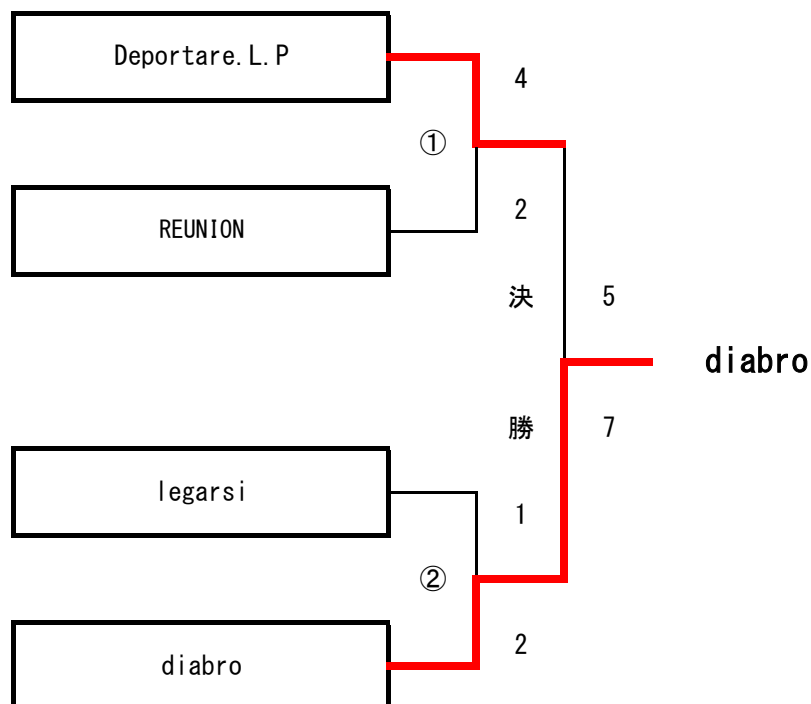 Deportare.L.P
4
①
2
REUNION
決
5
diabro
勝
7
legarsi
1
②
2
diabro